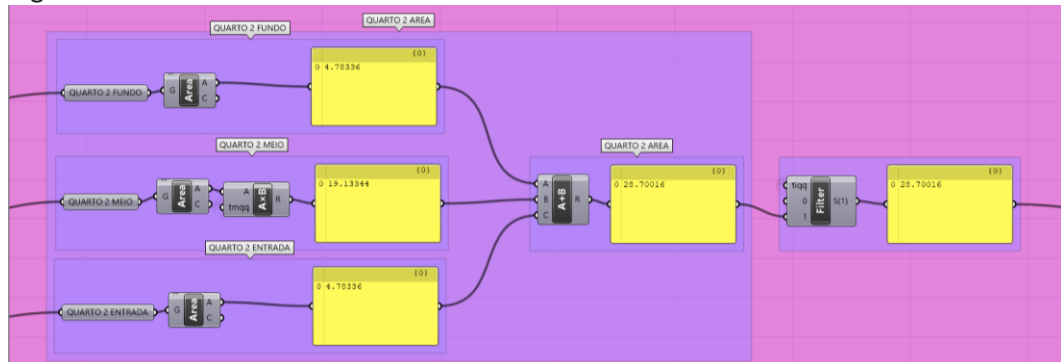 QUARTO 2 AREA
QUARTO 2 FUNDO
{0}
0 4.78336
QUARTO 2 FUNDO
G Area A C
QUARTO 2 MEIO
{0}
0 19.13344
QUARTO 2 MEIO
G Area A C
A tmqq A×B R
QUARTO 2 AREA
A B C A+B R
{0}
0 28.70016
tiqq 0 1 Filter S(1)
{0}
0 28.70016
QUARTO 2 ENTRADA
{0}
0 4.78336
QUARTO 2 ENTRADA
G Area A C